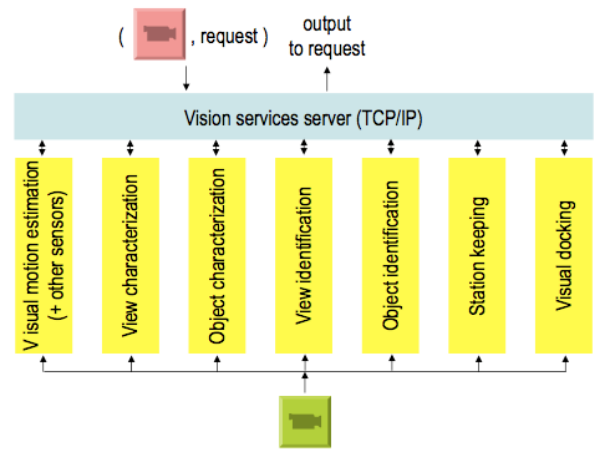 ( , request )
output
to request
Vision services server (TCP/IP)
V isual motion estimation
(+ other sensors)
View characterization
Object characterization
View identification
Object identification
Station keeping
Visual docking